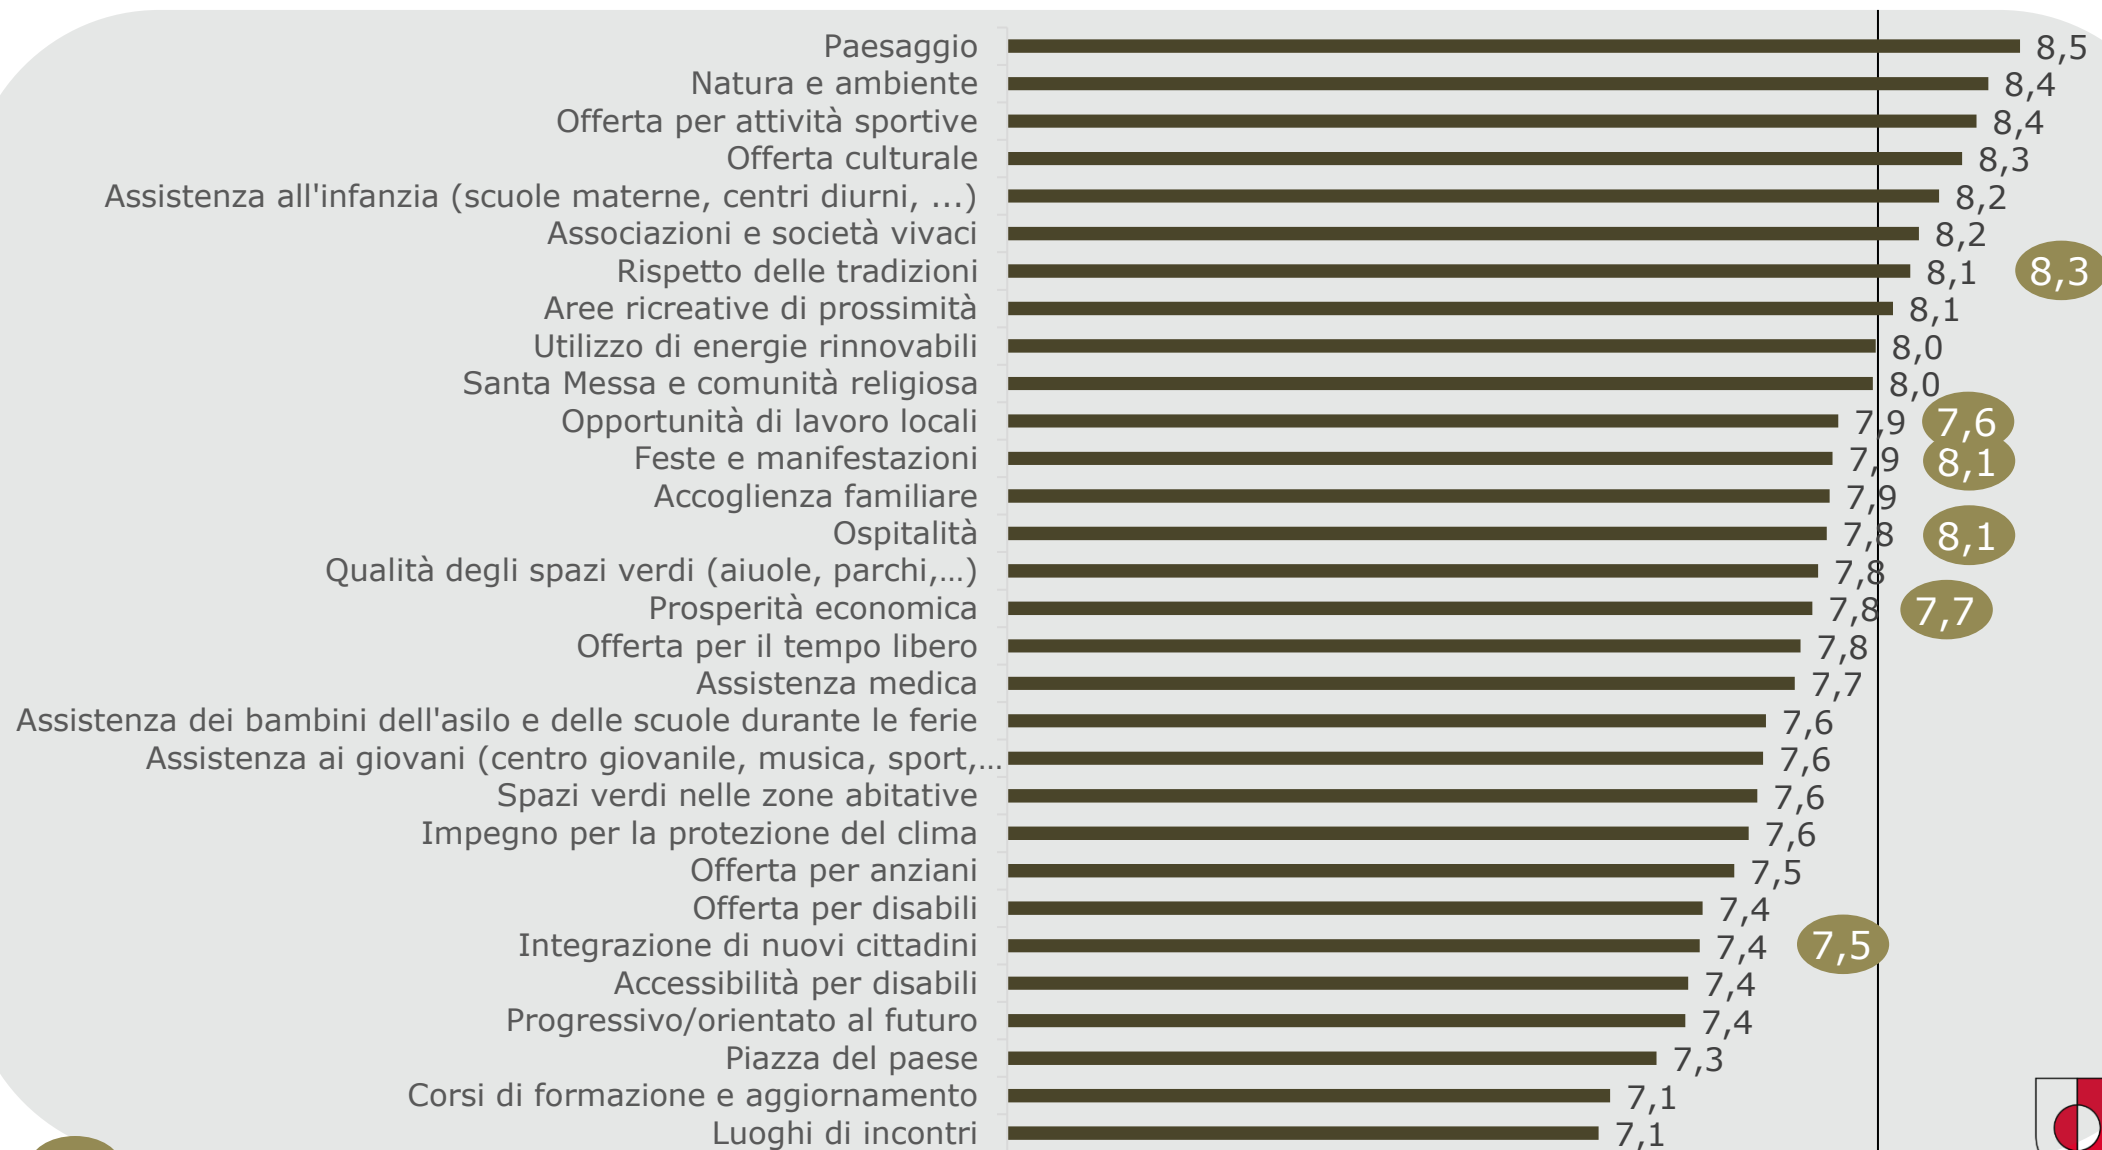 Paesaggio 8,5
Natura e ambiente 8,4
Offerta per attività sportive 8,4
Offerta culturale 8,3
Assistenza all'infanzia (scuole materne, centri diurni, ...) 8,2
Associazioni e società vivaci 8,2
Rispetto delle tradizioni 8,1 8,3
Aree ricreative di prossimità 8,1
Utilizzo di energie rinnovabili 8,0
Santa Messa e comunità religiosa 8,0
Opportunità di lavoro locali 7,9 7,6
Feste e manifestazioni 7,9 8,1
Accoglienza familiare 7,9
Ospitalità 7,8 8,1
Qualità degli spazi verdi (aiuole, parchi,...) 7,8
Prosperità economica 7,8 7,7
Offerta per il tempo libero 7,8
Assistenza medica 7,7
Assistenza dei bambini dell'asilo e delle scuole durante le ferie 7,6
Assistenza ai giovani (centro giovanile, musica, sport,... 7,6
Spazi verdi nelle zone abitative 7,6
Impegno per la protezione del clima 7,6
Offerta per anziani 7,5
Offerta per disabili 7,4
Integrazione di nuovi cittadini 7,4 7,5
Accessibilità per disabili 7,4
Progressivo/orientato al futuro 7,4
Piazza del paese 7,3
Corsi di formazione e aggiornamento 7,1
Luoghi di incontri 7,1